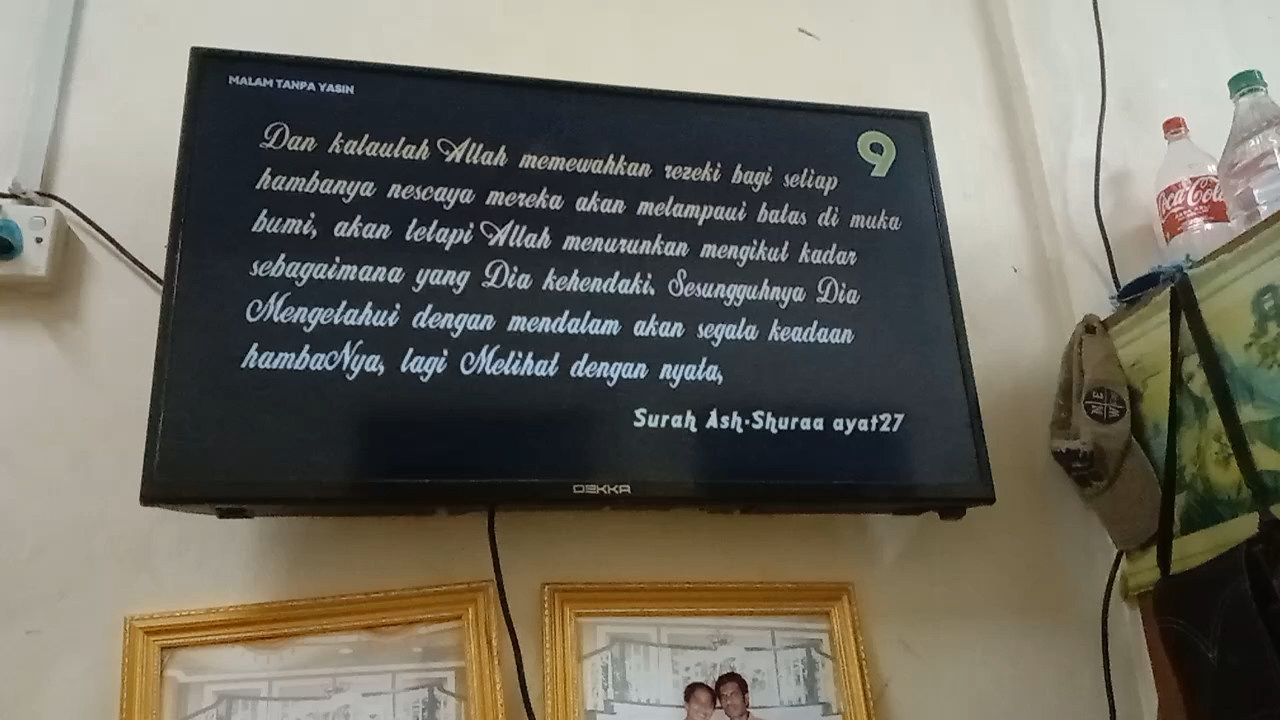 MALAM TANPA YASIN
9
Dan kalaulah Allah memewahkan rezeki bagi setiap
hambanya nescaya mereka akan melampaui batas di muka
bumi, akan tetapi Allah menurunkan mengikut kadar
sebagaimana yang Dia kehendaki. Sesungguhnya Dia
Mengetahui dengan mendalam akan segala keadaan
hambaNya, lagi Melihat dengan nyata,
Surah Ash-Shuraa ayat27
DEKKA
Coca-Cola
N E
W